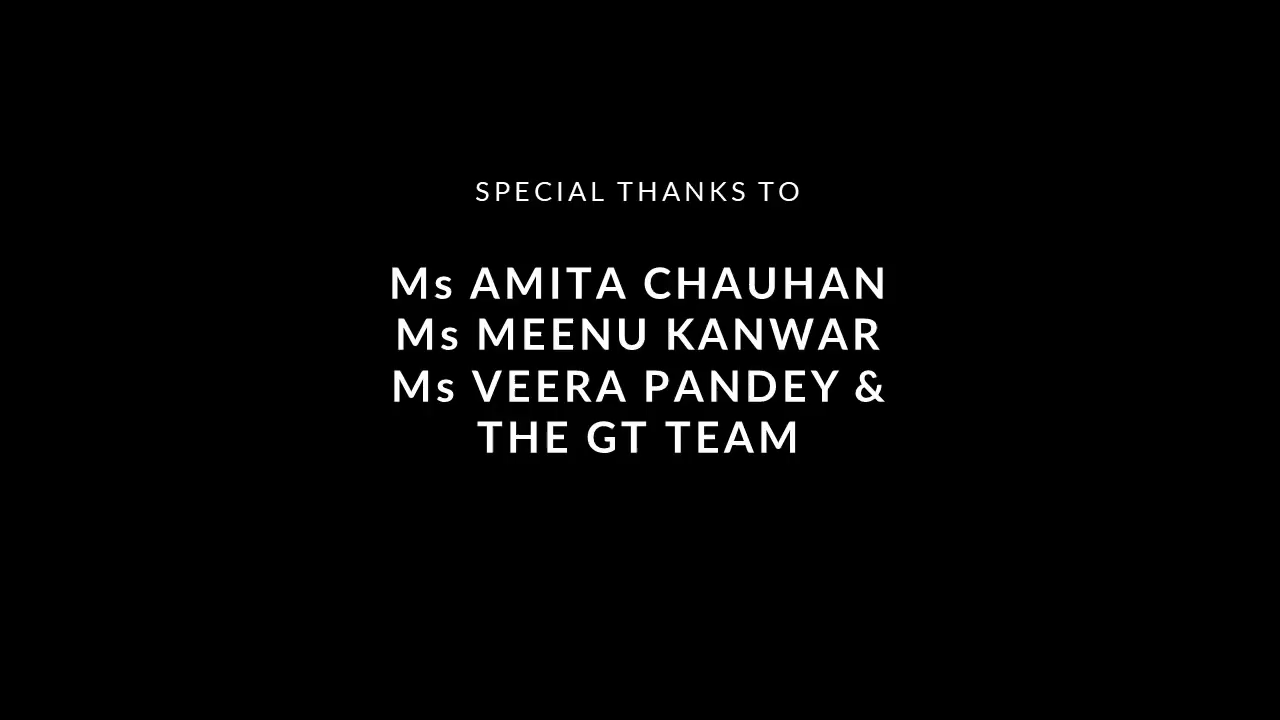 SPECIAL THANKS TO
Ms AMITA CHAUHAN
Ms MEENU KANWAR
Ms VEERA PANDEY &
THE GT TEAM